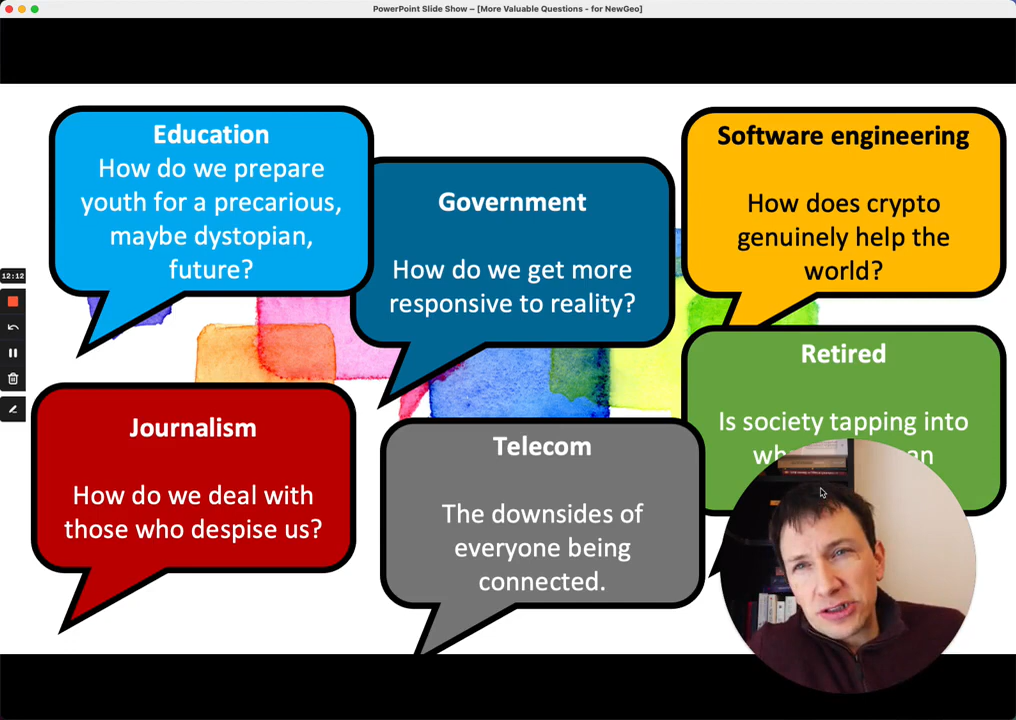 PowerPoint Slide Show – [More Valuable Questions - for NewGeo]
Education
How do we prepare
youth for a precarious,
maybe dystopian,
future?
Government
How do we get more
responsive to reality?
Software engineering
How does crypto
genuinely help the
world?
12:12
Journalism
How do we deal with
those who despise us?
Telecom
The downsides of
everyone being
connected.
Retired
Is society tapping into